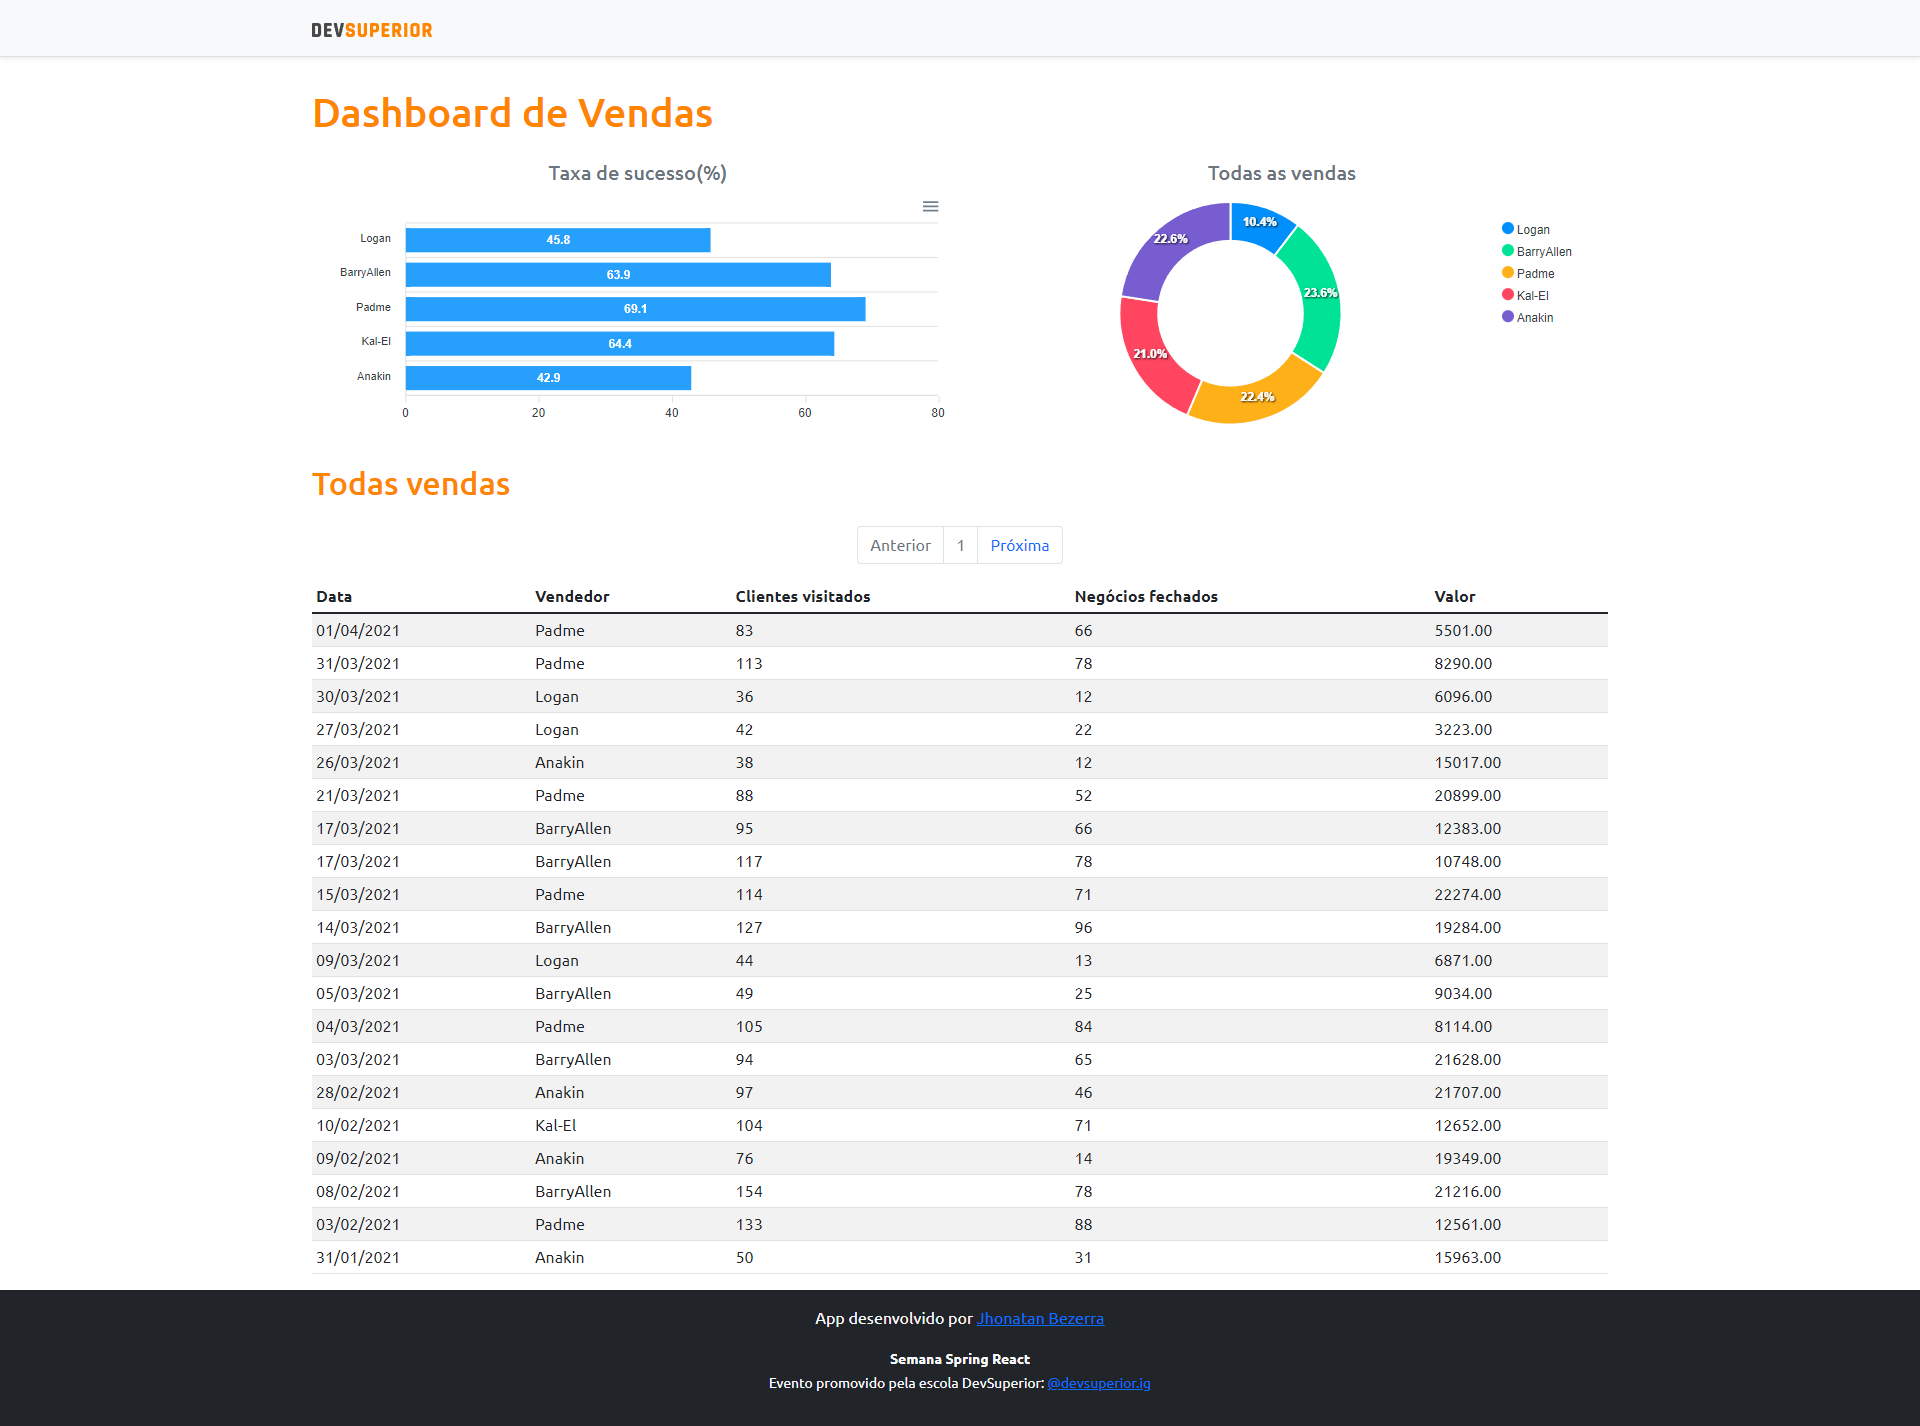 DEVSUPERIOR
Dashboard de Vendas
Taxa de sucesso(%)
Logan 45.8
BarryAllen 63.9
Padme 69.1
Kal-El 64.4
Anakin 42.9
0 20 40 60 80
Todas as vendas
10.4%
22.6%
23.6%
21.0%
22.4%
Logan
BarryAllen
Padme
Kal-El
Anakin
Todas vendas
Anterior 1 Próxima
Data Vendedor Clientes visitados Negócios fechados Valor
01/04/2021 Padme 83 66 5501.00
31/03/2021 Padme 113 78 8290.00
30/03/2021 Logan 36 12 6096.00
27/03/2021 Logan 42 22 3223.00
26/03/2021 Anakin 38 12 15017.00
21/03/2021 Padme 88 52 20899.00
17/03/2021 BarryAllen 95 66 12383.00
17/03/2021 BarryAllen 117 78 10748.00
15/03/2021 Padme 114 71 22274.00
14/03/2021 BarryAllen 127 96 19284.00
09/03/2021 Logan 44 13 6871.00
05/03/2021 BarryAllen 49 25 9034.00
04/03/2021 Padme 105 84 8114.00
03/03/2021 BarryAllen 94 65 21628.00
28/02/2021 Anakin 97 46 21707.00
10/02/2021 Kal-El 104 71 12652.00
09/02/2021 Anakin 76 14 19349.00
08/02/2021 BarryAllen 154 78 21216.00
03/02/2021 Padme 133 88 12561.00
31/01/2021 Anakin 50 31 15963.00
App desenvolvido por Jhonatan Bezerra
Semana Spring React
Evento promovido pela escola DevSuperior: @devsuperior.ig